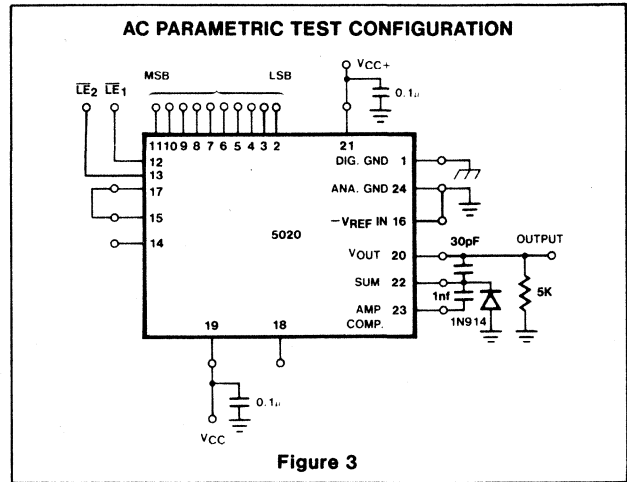 AC PARAMETRIC TEST CONFIGURATION
VCC+
MSB LSB
LE2 LE1
0.1µ
11 10 9 8 7 6 5 4 3 2 21
12 DIG. GND 1
13
17 ANA. GND 24
−VREF IN 16
15
5020
30pF OUTPUT
14 VOUT 20
SUM 22
1nf 5K
AMP 23
COMP.
1N914
19 18
0.1µ
VCC
Figure 3